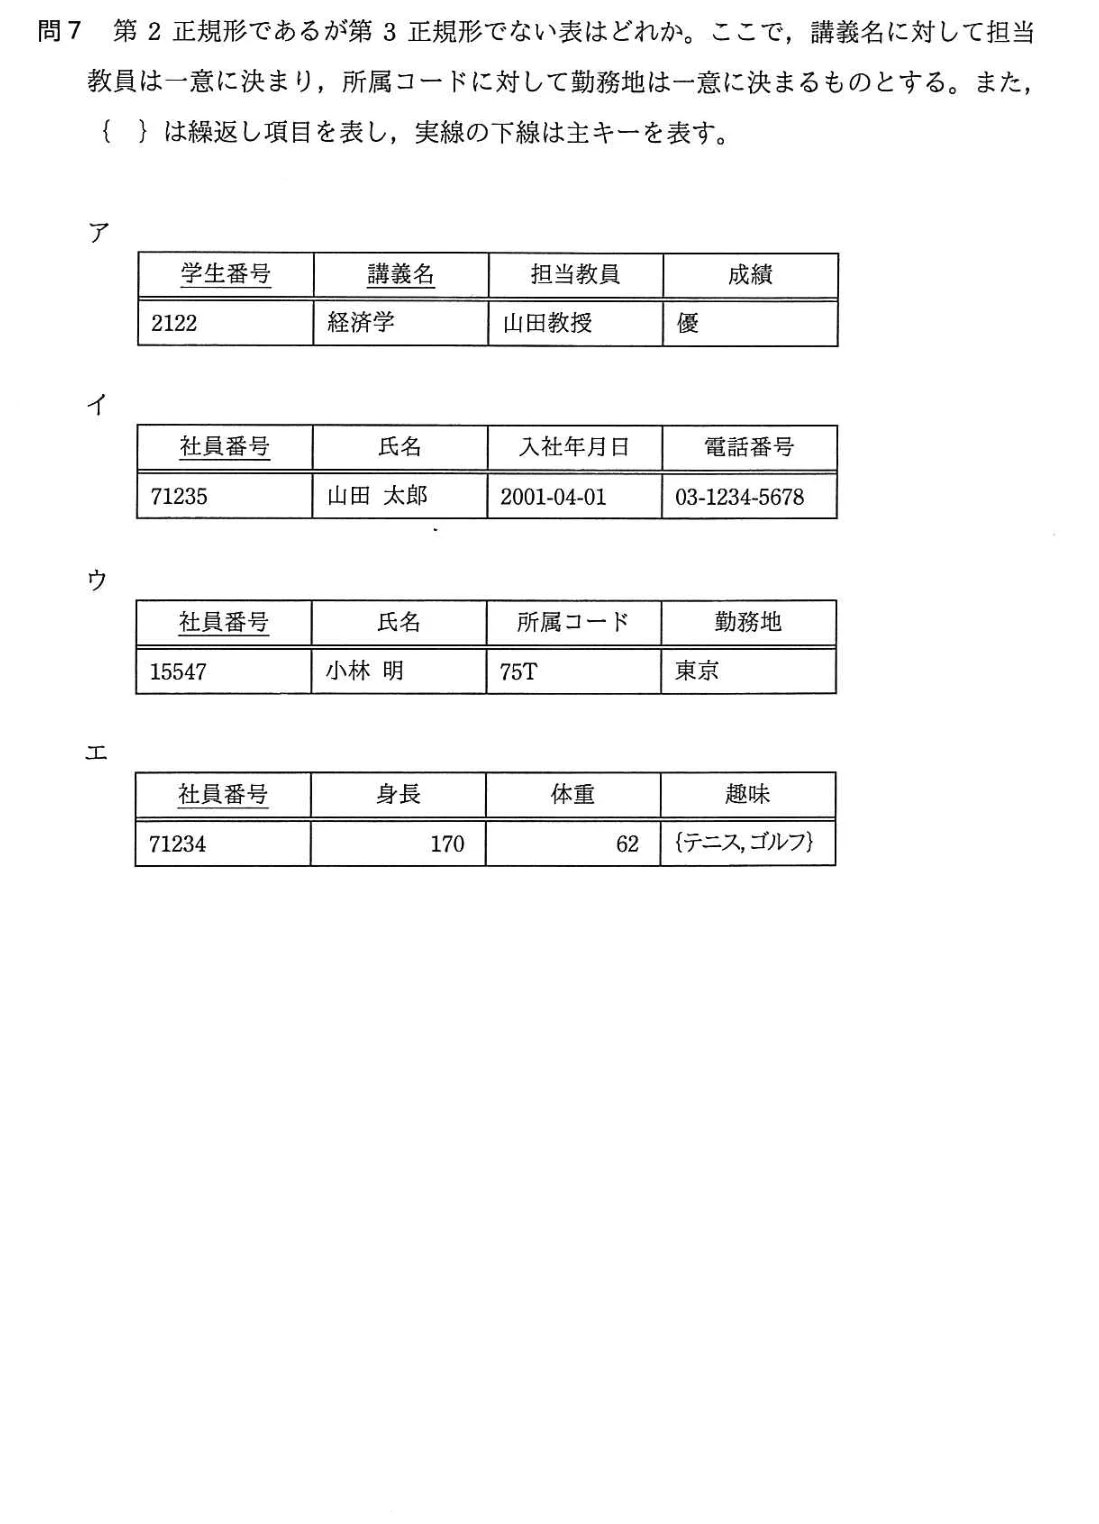 問7 第 2 正規形であるが第 3 正規形でない表はどれか。ここで，講義名に対して担当
教員は一意に決まり，所属コードに対して勤務地は一意に決まるものとする。また，
{ }は繰返し項目を表し，実線の下線は主キーを表す。
ア
学生番号 講義名 担当教員 成績
2122 経済学 山田教授 優
イ
社員番号 氏名 入社年月日 電話番号
71235 山田 太郎 2001-04-01 03-1234-5678
ウ
社員番号 氏名 所属コード 勤務地
15547 小林 明 75T 東京
エ
社員番号 身長 体重 趣味
71234 170 62 {テニス,ゴルフ}